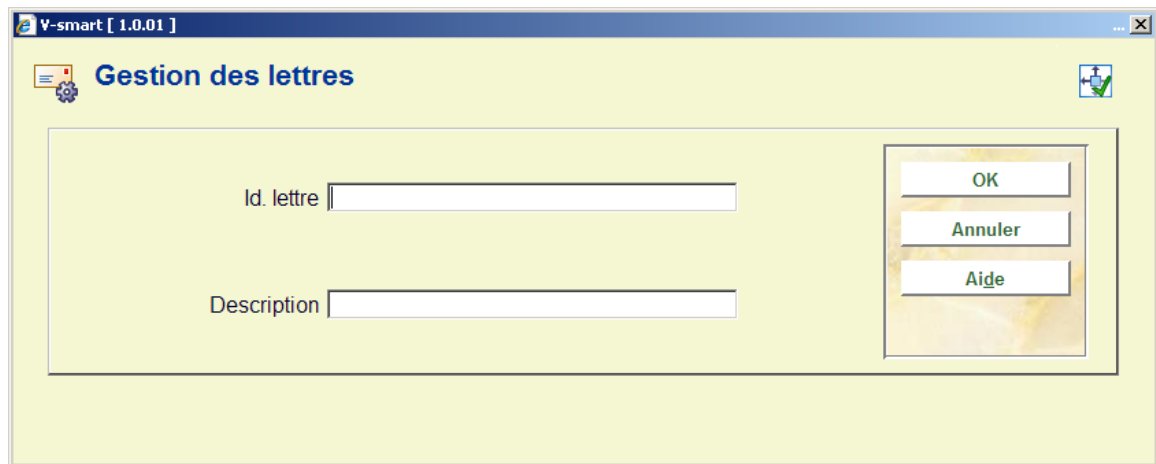 V-smart [ 1.0.01 ]
...
Gestion des lettres
Id. lettre
OK
Annuler
Aide
Description